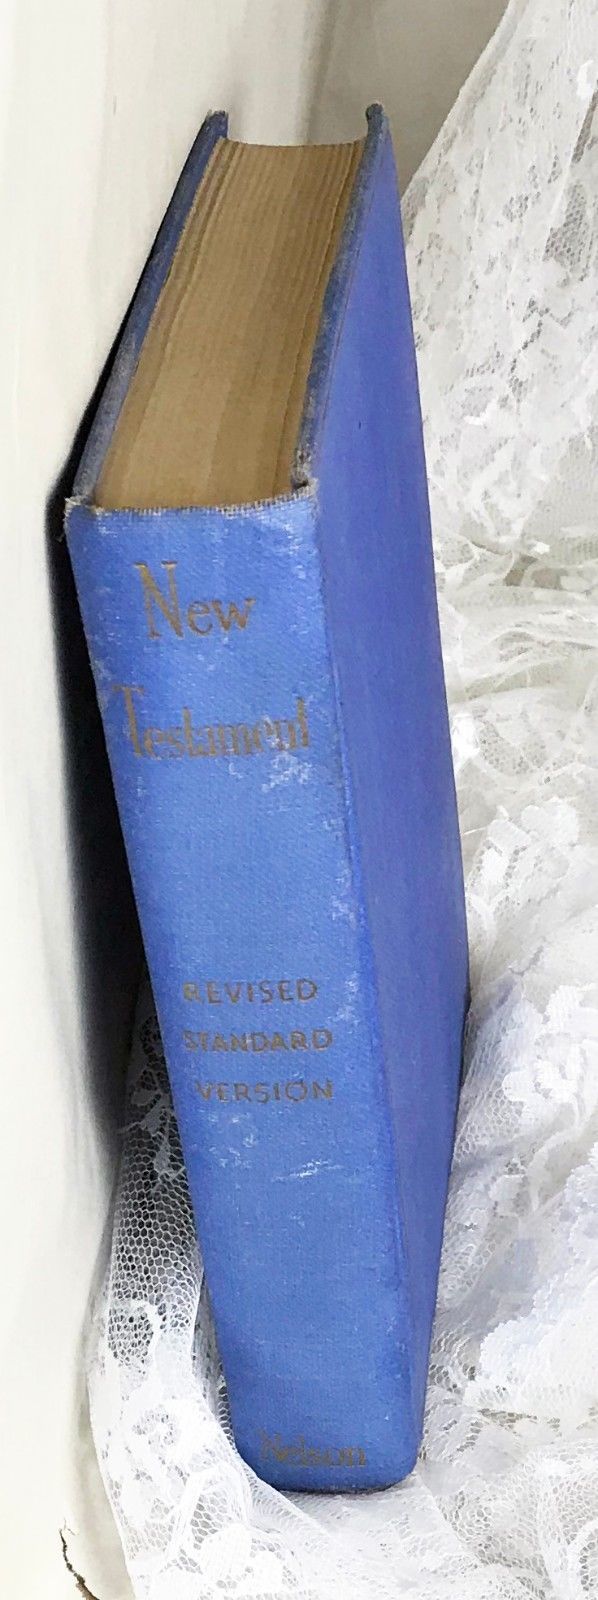 New
Testament
REVISED
STANDARD
VERSION
Nelson